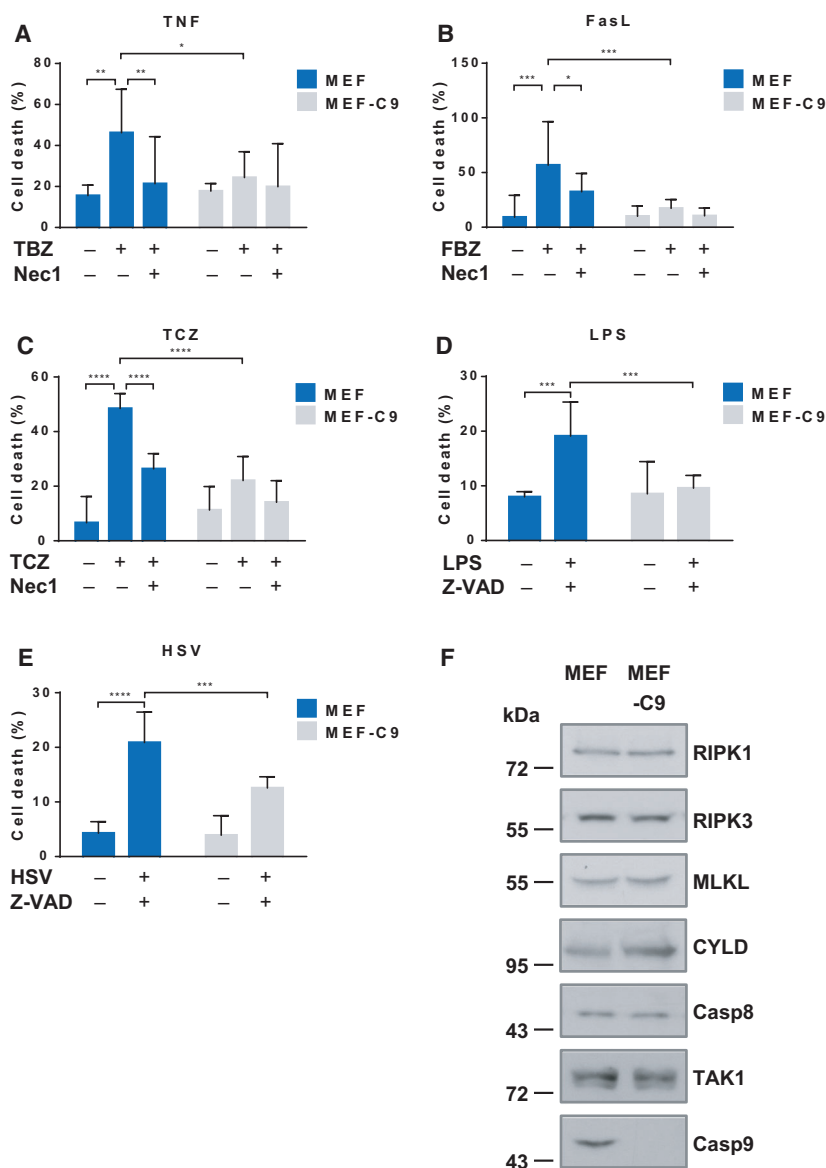 A
TNF
* 
** **
Cell death (%)
80
60
40
20
0
MEF
MEF-C9
TBZ – + + – + +
Nec1 – – + – – +
B
FasL
***
*** *
Cell death (%)
150
100
50
0
MEF
MEF-C9
FBZ – + + – + +
Nec1 – – + – – +
C
TCZ
****
**** ****
Cell death (%)
60
40
20
0
MEF
MEF-C9
TCZ – + + – + +
Nec1 – – + – – +
D
LPS
*** ***
Cell death (%)
30
20
10
0
MEF
MEF-C9
LPS – + – +
Z-VAD – + – +
E
HSV
**** ***
Cell death (%)
30
20
10
0
MEF
MEF-C9
HSV – + – +
Z-VAD – + – +
F
MEF MEF
-C9
kDa
72 — RIPK1
55 — RIPK3
55 — MLKL
95 — CYLD
43 — Casp8
72 — TAK1
43 — Casp9